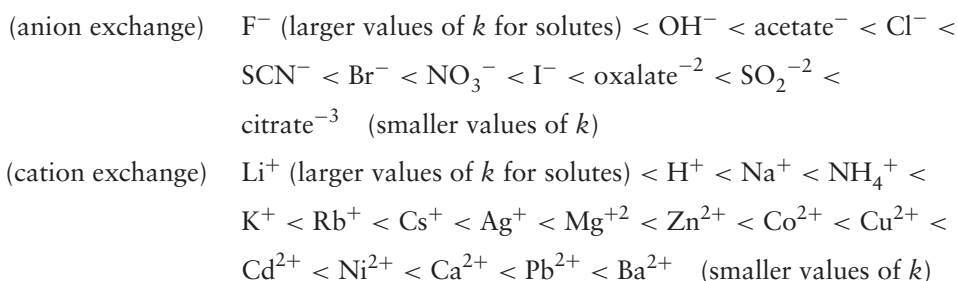 (anion exchange) F⁻ (larger values of k for solutes) < OH⁻ < acetate⁻ < Cl⁻ <
SCN⁻ < Br⁻ < NO₃⁻ < I⁻ < oxalate⁻² < SO₂⁻² <
citrate⁻³ (smaller values of k)
(cation exchange) Li⁺ (larger values of k for solutes) < H⁺ < Na⁺ < NH₄⁺ <
K⁺ < Rb⁺ < Cs⁺ < Ag⁺ < Mg⁺² < Zn²⁺ < Co²⁺ < Cu²⁺ <
Cd²⁺ < Ni²⁺ < Ca²⁺ < Pb²⁺ < Ba²⁺ (smaller values of k)